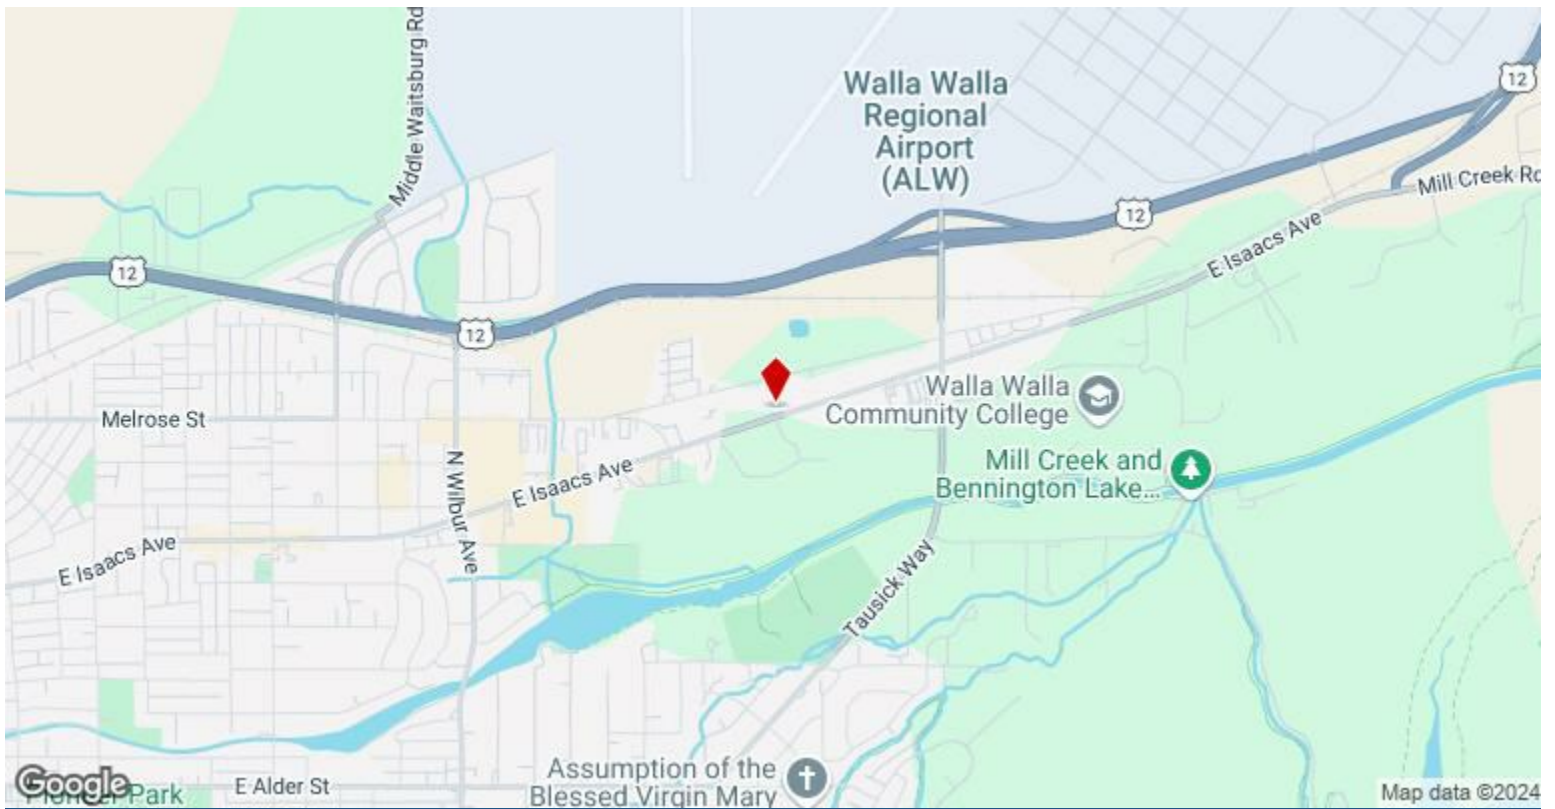 Middle Waitsburg Rd
12
Walla Walla
Regional
Airport
(ALW)
Mill Creek Rd
12
E Isaacs Ave
12
12
Melrose St
Walla Walla
Community College
Mill Creek and
Bennington Lake...
E Isaacs Ave
N Wilbur Ave
E Isaacs Ave
Tausick Way
Assumption of the
Blessed Virgin Mary
Google
Pioneer Park
E Alder St
Map data ©2024